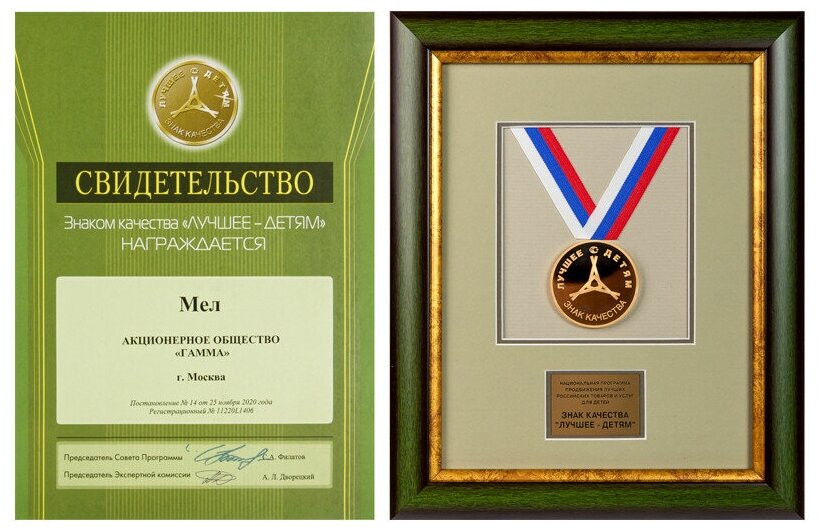 ЛУЧШЕЕ ДЕТЯМ
ЗНАК КАЧЕСТВА
СВИДЕТЕЛЬСТВО
Знаком качества «ЛУЧШЕЕ – ДЕТЯМ»
НАГРАЖДАЕТСЯ
Мел
АКЦИОНЕРНОЕ ОБЩЕСТВО
«ГАММА»
г. Москва
Постановление № 14 от 25 ноября 2020 года
Регистрационный № 11220L1406
Председатель Совета Программы С.А. Филатов
Председатель Экспертной комиссии А. Л. Дворецкий
ЛУЧШЕЕ ДЕТЯМ
ЗНАК КАЧЕСТВА
НАЦИОНАЛЬНАЯ ПРОГРАММА
ПРОДВИЖЕНИЯ ЛУЧШИХ
РОССИЙСКИХ ТОВАРОВ И УСЛУГ
ДЛЯ ДЕТЕЙ
ЗНАК КАЧЕСТВА
"ЛУЧШЕЕ - ДЕТЯМ"